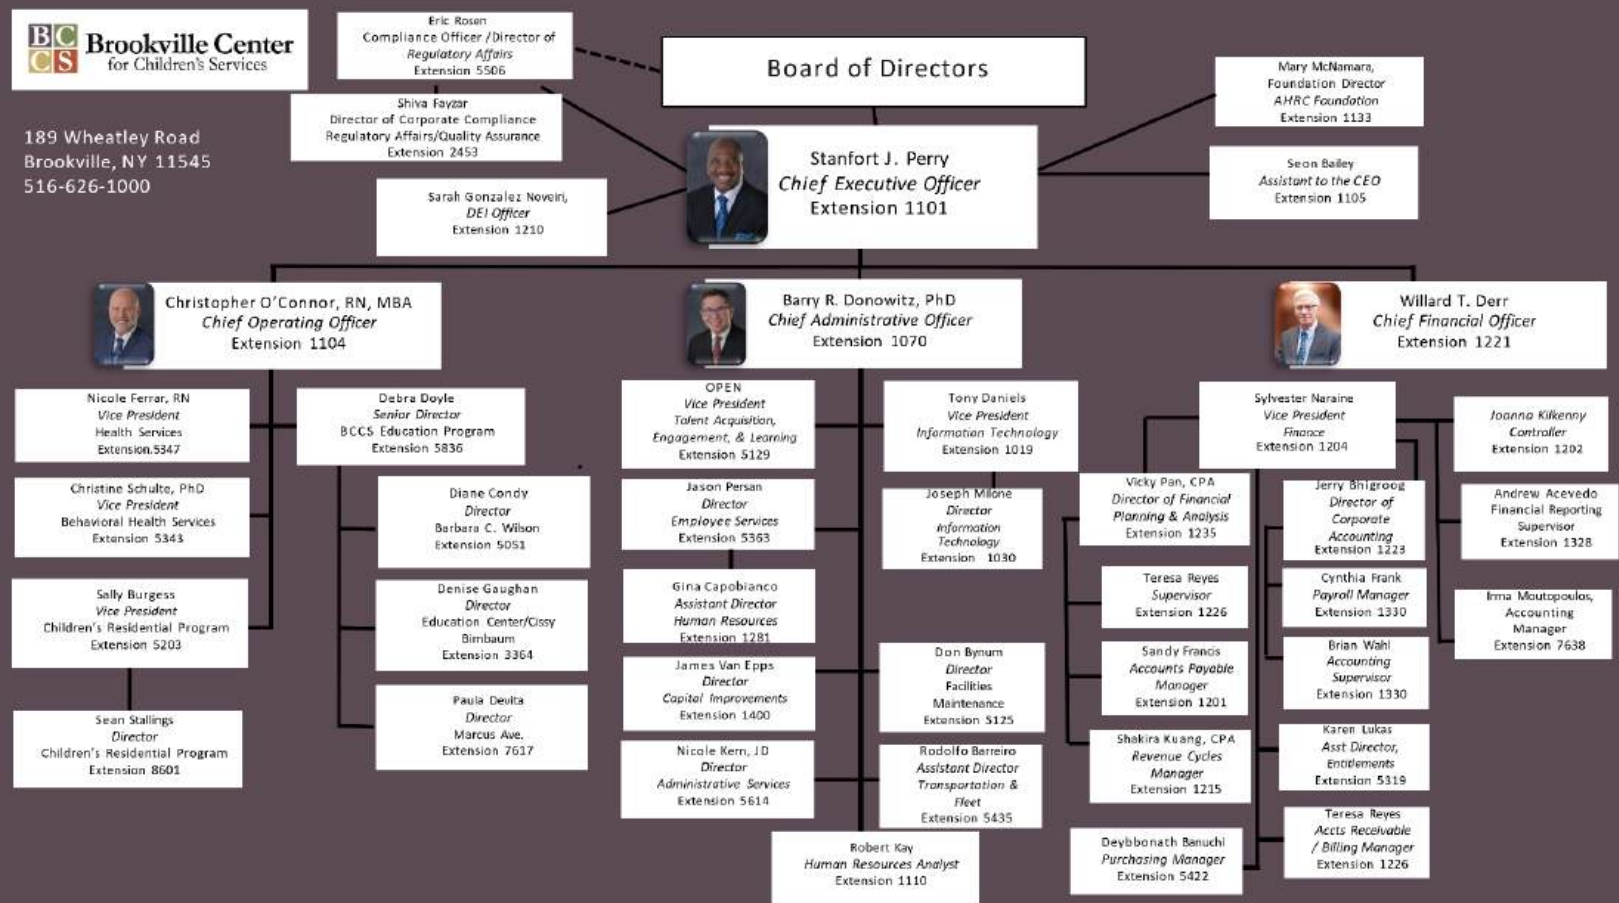 BC
CS
Brookville Center
for Children's Services
189 Wheatley Road
Brookville, NY 11545
516-626-1000
Eric Rosen
Compliance Officer /Director of
Regulatory Affairs
Extension 5506
Shiva Fayzar
Director of Corporate Compliance
Regulatory Affairs/Quality Assurance
Extension 2453
Sarah Gonzalez Noveiri,
DEI Officer
Extension 1210
Board of Directors
Stanfort J. Perry
Chief Executive Officer
Extension 1101
Mary McNamara,
Foundation Director
AHRC Foundation
Extension 1133
Seon Bailey
Assistant to the CEO
Extension 1105
Christopher O'Connor, RN, MBA
Chief Operating Officer
Extension 1104
Barry R. Donowitz, PhD
Chief Administrative Officer
Extension 1070
Willard T. Derr
Chief Financial Officer
Extension 1221
Nicole Ferrar, RN
Vice President
Health Services
Extension.5347
Christine Schulte, PhD
Vice President
Behavioral Health Services
Extension 5343
Sally Burgess
Vice President
Children's Residential Program
Extension 5203
Sean Stallings
Director
Children's Residential Program
Extension 8601
Debra Doyle
Senior Director
BCCS Education Program
Extension 5836
Diane Condy
Director
Barbara C. Wilson
Extension 5051
Denise Gaughan
Director
Education Center/Cissy
Birnbaum
Extension 3364
Paula Devita
Director
Marcus Ave.
Extension 7617
OPEN
Vice President
Talent Acquisition,
Engagement, & Learning
Extension 5129
Jason Persan
Director
Employee Services
Extension 5363
Gina Capobianco
Assistant Director
Human Resources
Extension 1281
James Van Epps
Director
Capital Improvements
Extension 1400
Nicole Kern, JD
Director
Administrative Services
Extension 5614
Tony Daniels
Vice President
Information Technology
Extension 1019
Joseph Milone
Director
Information
Technology
Extension 1030
Don Bynum
Director
Facilities
Maintenance
Extension 5125
Rodolfo Barreiro
Assistant Director
Transportation &
Fleet
Extension 5435
Robert Kay
Human Resources Analyst
Extension 1110
Sylvester Naraine
Vice President
Finance
Extension 1204
Vicky Pan, CPA
Director of Financial
Planning & Analysis
Extension 1235
Teresa Reyes
Supervisor
Extension 1226
Sandy Francis
Accounts Payable
Manager
Extension 1201
Shakira Kuang, CPA
Revenue Cycles
Manager
Extension 1215
Deybbonath Banuchi
Purchasing Manager
Extension 5422
Jerry Bhigroog
Director of
Corporate
Accounting
Extension 1223
Cynthia Frank
Payroll Manager
Extension 1330
Brian Wahl
Accounting
Supervisor
Extension 1330
Karen Lukas
Asst Director,
Entitlements
Extension 5319
Teresa Reyes
Accts Receivable
/ Billing Manager
Extension 1226
Joanna Kilkenny
Controller
Extension 1202
Andrew Acevedo
Financial Reporting
Supervisor
Extension 1328
Irma Moutopoulos,
Accounting
Manager
Extension 7638